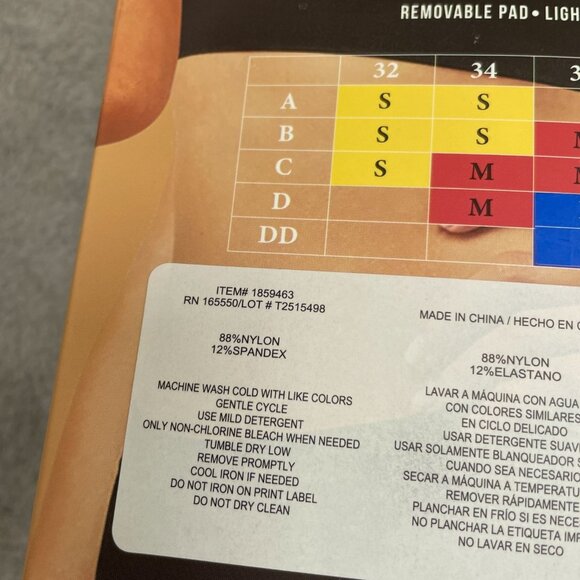 REMOVABLE PAD • LIGH
32 34 3
A S S
B S S
C S M
D M
DD
ITEM# 1859463
RN 165550/LOT # T2515498
88%NYLON
12%SPANDEX
MACHINE WASH COLD WITH LIKE COLORS
GENTLE CYCLE
USE MILD DETERGENT
ONLY NON-CHLORINE BLEACH WHEN NEEDED
TUMBLE DRY LOW
REMOVE PROMPTLY
COOL IRON IF NEEDED
DO NOT IRON ON PRINT LABEL
DO NOT DRY CLEAN
MADE IN CHINA / HECHO EN
88%NYLON
12%ELASTANO
LAVAR A MÁQUINA CON AGUA
CON COLORES SIMILARES
EN CICLO DELICADO
USAR DETERGENTE SUAV
USAR SOLAMENTE BLANQUEADOR
CUANDO SEA NECESARIO
SECAR A MÁQUINA A TEMPERATU
REMOVER RÁPIDAMENTE
PLANCHAR EN FRÍO SI ES NECE
NO PLANCHAR LA ETIQUETA IM
NO LAVAR EN SECO